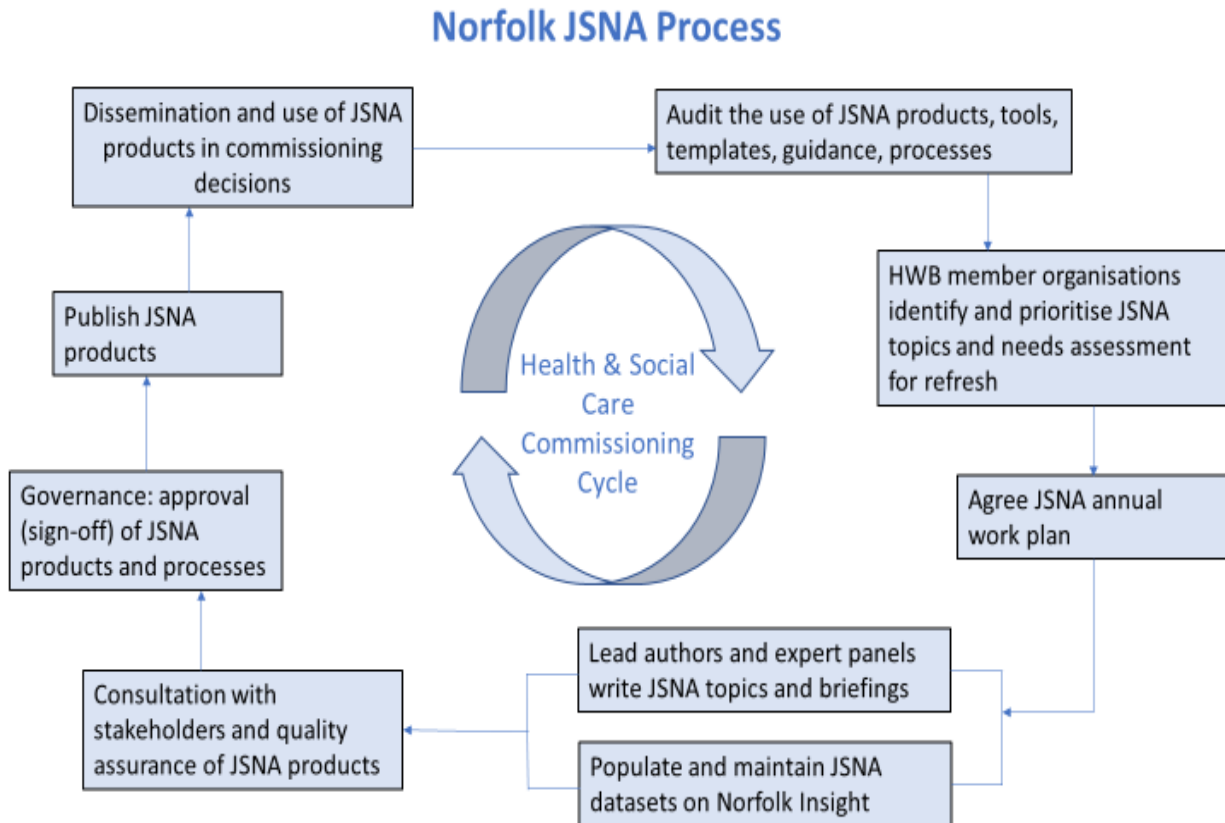 Norfolk JSNA Process
Dissemination and use of JSNA
products in commissioning
decisions
Audit the use of JSNA products, tools,
templates, guidance, processes
HWB member organisations
identify and prioritise JSNA
topics and needs assessment
for refresh
Agree JSNA annual
work plan
Lead authors and expert panels
write JSNA topics and briefings
Populate and maintain JSNA
datasets on Norfolk Insight
Consultation with
stakeholders and quality
assurance of JSNA products
Governance: approval
(sign-off) of JSNA
products and processes
Publish JSNA
products
Health & Social
Care
Commissioning
Cycle